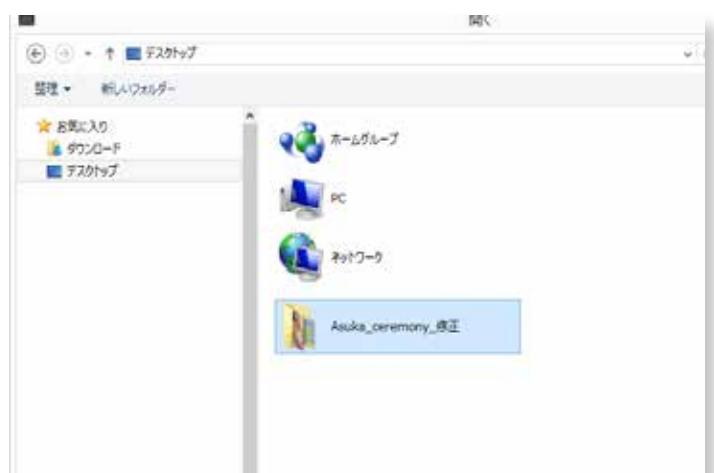 開く
デスクトップ
整理
新しいフォルダー
お気に入り
ダウンロード
デスクトップ
ホームグループ
PC
ネットワーク
Asuka_ceremony_修正